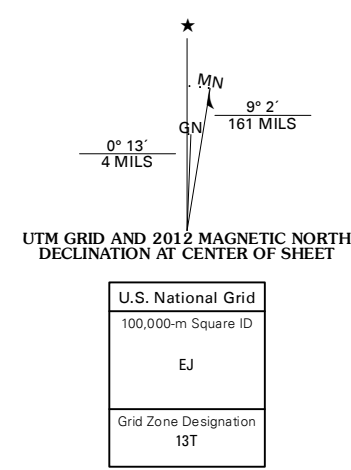 ★
MN
GN
9° 2´
161 MILS
0° 13´
4 MILS
UTM GRID AND 2012 MAGNETIC NORTH
DECLINATION AT CENTER OF SHEET
U.S. National Grid
100,000-m Square ID
EJ
Grid Zone Designation
13T